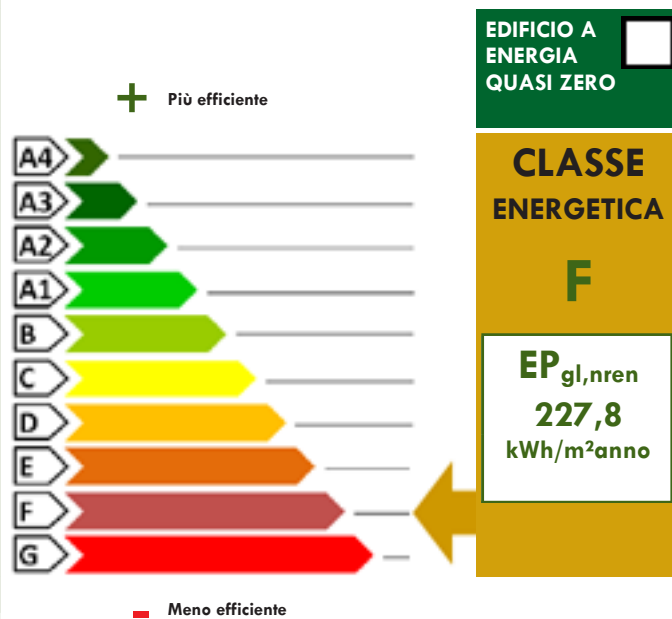 EDIFICIO A
ENERGIA
QUASI ZERO
+ Più efficiente
A4
A3
A2
A1
B
C
D
E
F
G
- Meno efficiente
CLASSE
ENERGETICA
F
EPgl,nren
227,8
kWh/m²anno